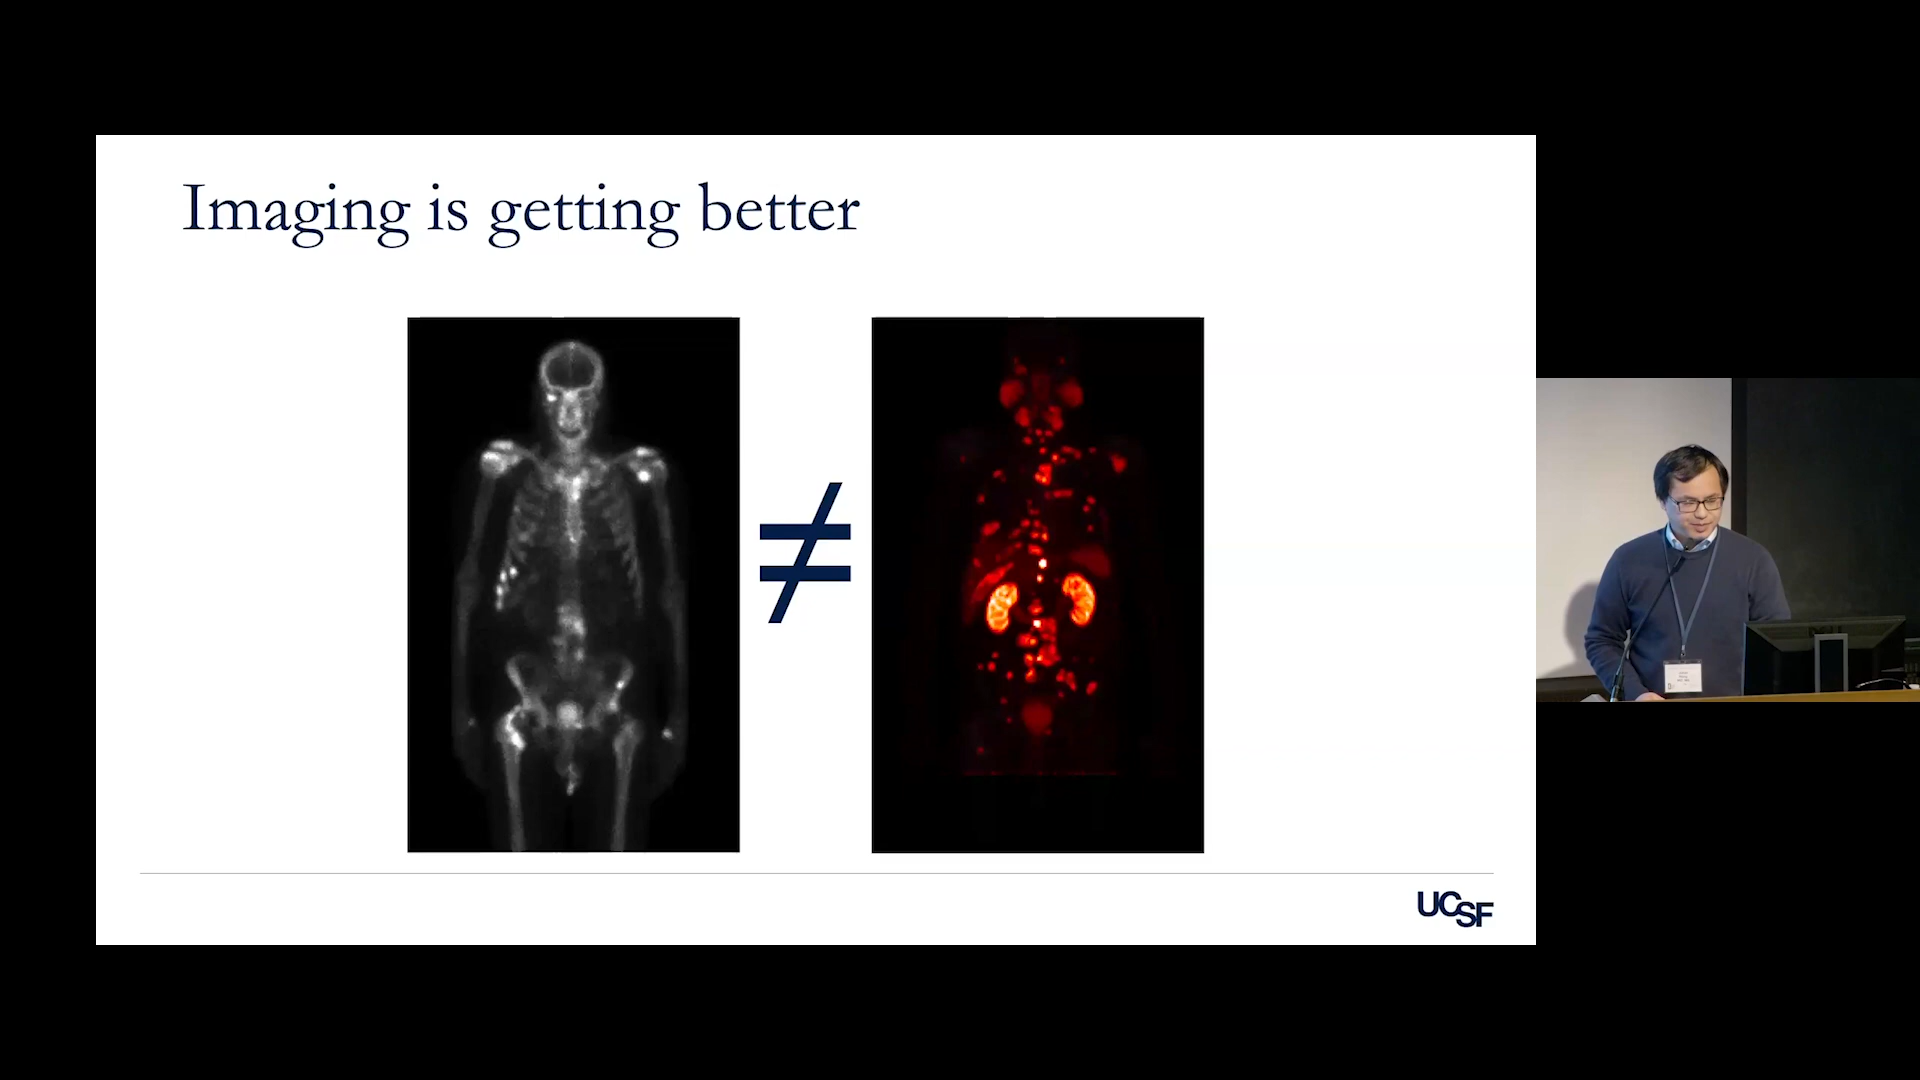 Imaging is getting better
≠
UCSF